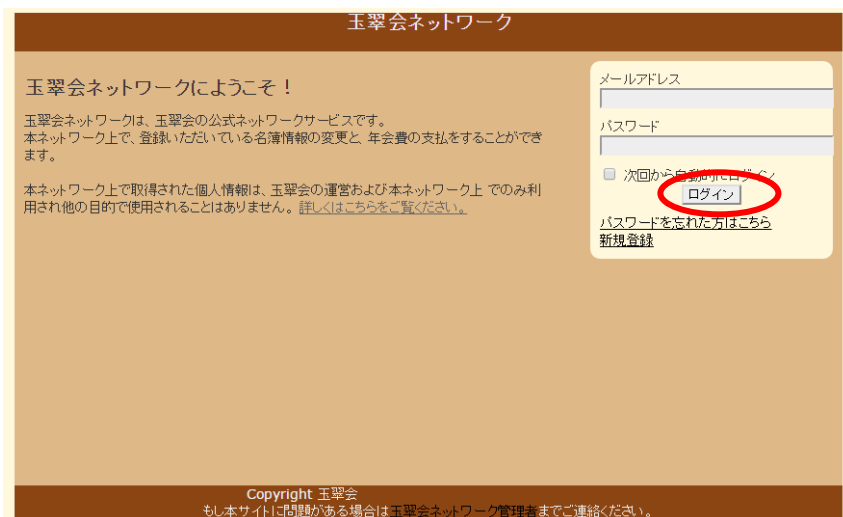 玉翠会ネットワーク
玉翠会ネットワークにようこそ！
玉翠会ネットワークは、玉翠会の公式ネットワークサービスです。
本ネットワーク上で、登録いただいている名簿情報の変更と、年会費の支払をすることができ
ます。
本ネットワーク上で取得された個人情報は、玉翠会の運営および本ネットワーク上 でのみ利
用され他の目的で使用されることはありません。詳しくはこちらをご覧ください。
メールアドレス
パスワード
次回から自動的にログイン
ログイン
パスワードを忘れた方はこちら
新規登録
Copyright 玉翠会
もし本サイトに問題がある場合は玉翠会ネットワーク管理者までご連絡ください。